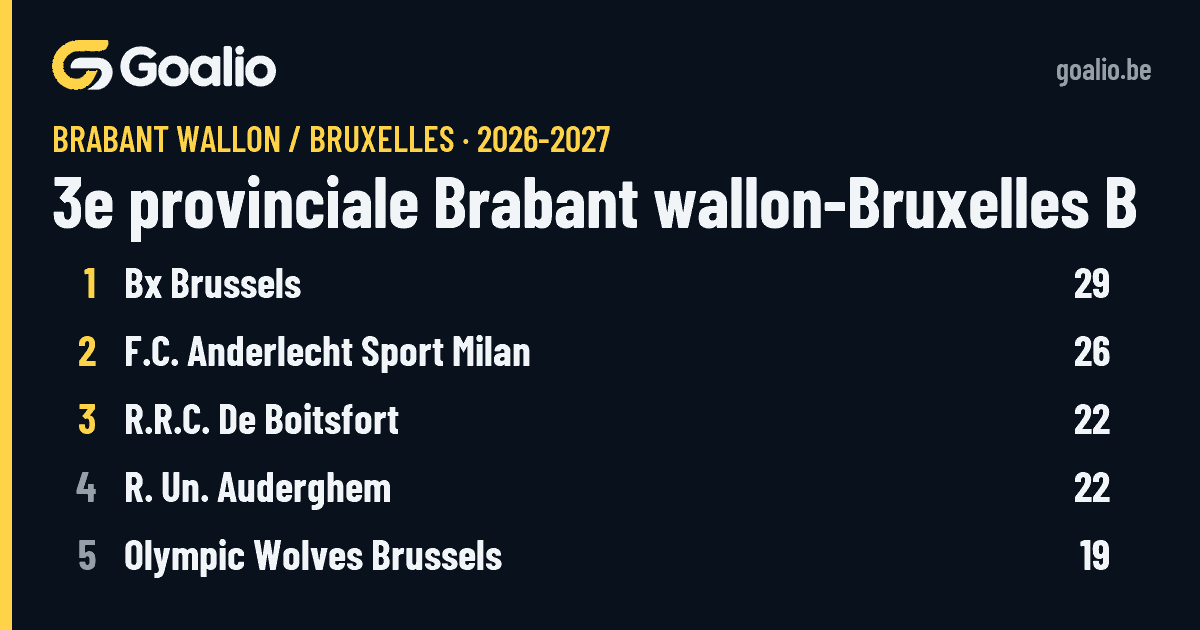 Goalio
goalio.be
BRABANT WALLON / BRUXELLES · 2026-2027
3e provinciale Brabant wallon-Bruxelles B
1 Bx Brussels 29
2 F.C. Anderlecht Sport Milan 26
3 R.R.C. De Boitsfort 22
4 R. Un. Auderghem 22
5 Olympic Wolves Brussels 19